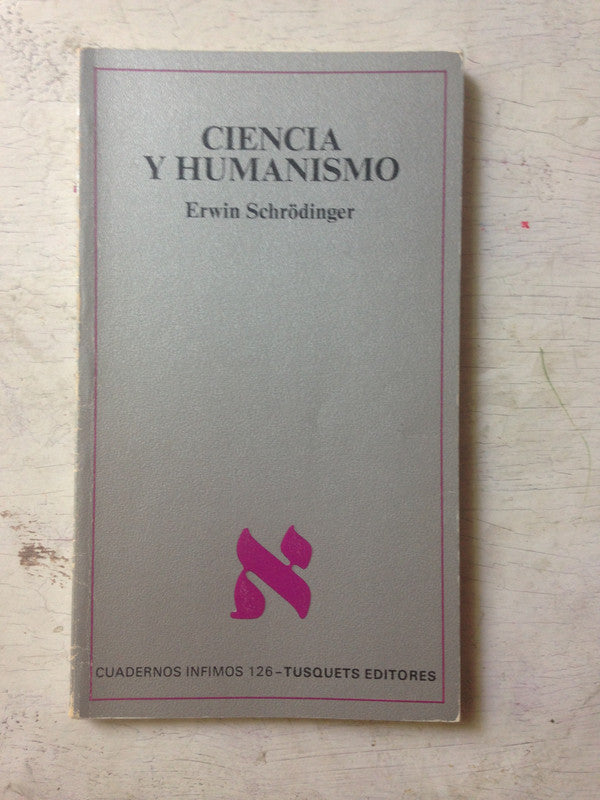 CIENCIA
Y HUMANISMO
Erwin Schrödinger
א
CUADERNOS INFIMOS 126–TUSQUETS EDITORES